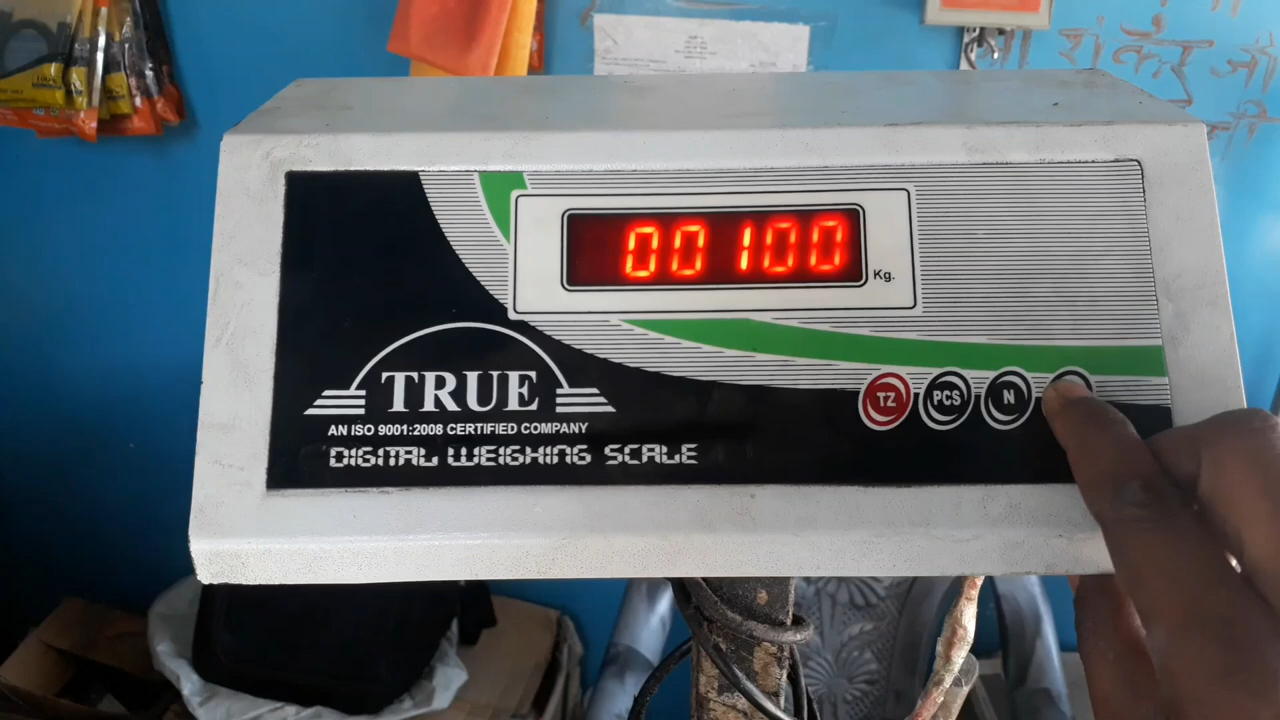 00100
Kg.
TRUE
AN ISO 9001:2008 CERTIFIED COMPANY
DIGITAL WEIGHING SCALE
TZ
PCS
N